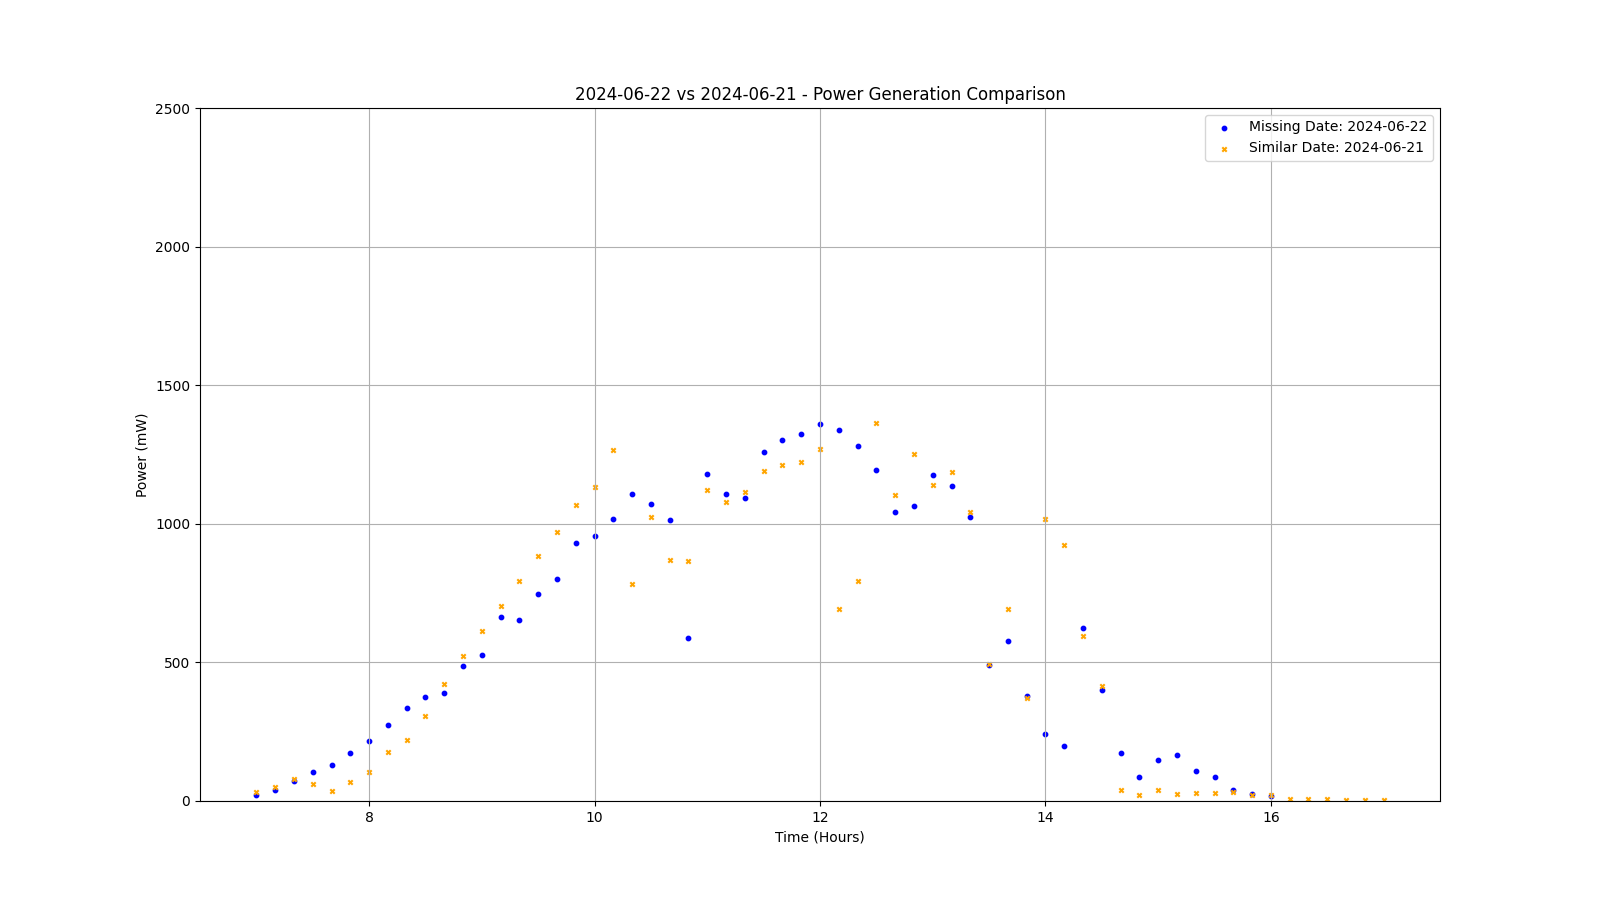 2024-06-22 vs 2024-06-21 - Power Generation Comparison
Missing Date: 2024-06-22
Similar Date: 2024-06-21
2500
2000
1500
1000
500
0
Power (mW)
8 10 12 14 16
Time (Hours)